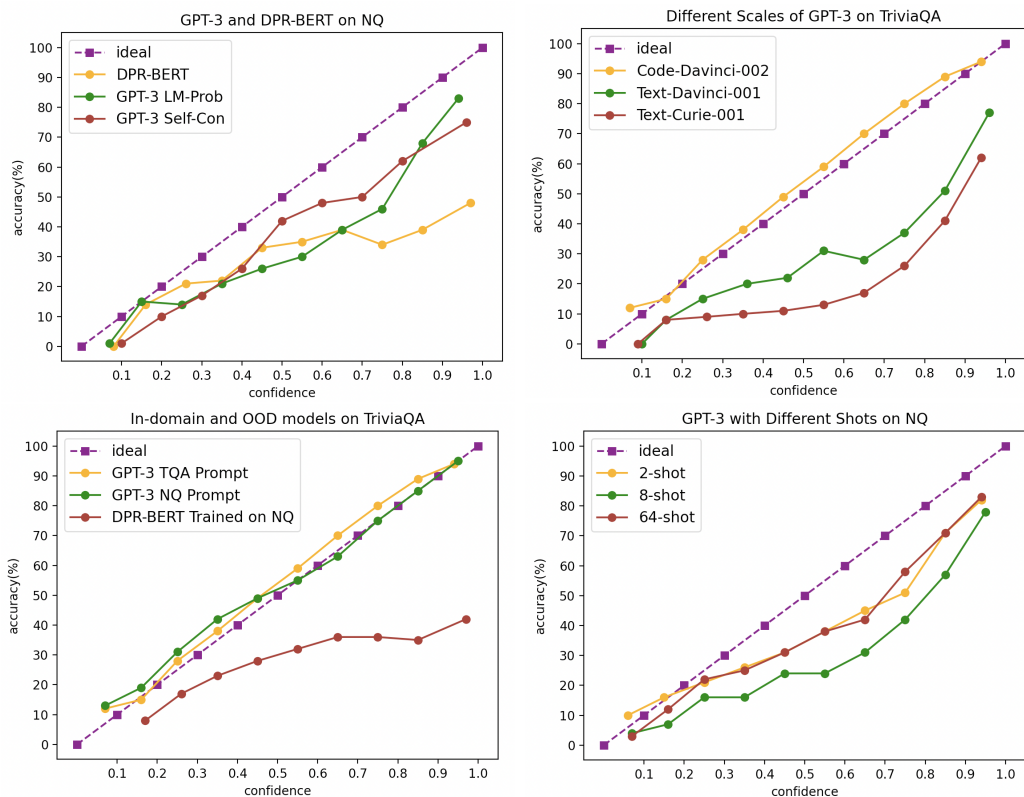 GPT-3 and DPR-BERT on NQ
ideal
DPR-BERT
GPT-3 LM-Prob
GPT-3 Self-Con
accuracy(%)
100
90
80
70
60
50
40
30
20
10
0
0.1 0.2 0.3 0.4 0.5 0.6 0.7 0.8 0.9 1.0
confidence
Different Scales of GPT-3 on TriviaQA
ideal
Code-Davinci-002
Text-Davinci-001
Text-Curie-001
accuracy(%)
100
90
80
70
60
50
40
30
20
10
0
0.1 0.2 0.3 0.4 0.5 0.6 0.7 0.8 0.9 1.0
confidence
In-domain and OOD models on TriviaQA
ideal
GPT-3 TQA Prompt
GPT-3 NQ Prompt
DPR-BERT Trained on NQ
accuracy(%)
100
90
80
70
60
50
40
30
20
10
0
0.1 0.2 0.3 0.4 0.5 0.6 0.7 0.8 0.9 1.0
confidence
GPT-3 with Different Shots on NQ
ideal
2-shot
8-shot
64-shot
accuracy(%)
100
90
80
70
60
50
40
30
20
10
0
0.1 0.2 0.3 0.4 0.5 0.6 0.7 0.8 0.9 1.0
confidence